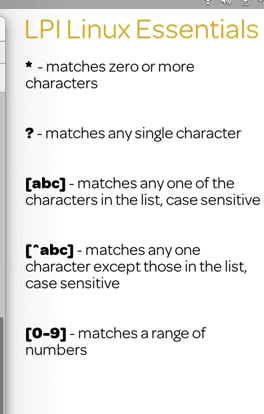 LPI Linux Essentials
* - matches zero or more
characters
? - matches any single character
[abc] - matches any one of the
characters in the list, case sensitive
[^abc] - matches any one
character except those in the list,
case sensitive
[0-9] - matches a range of
numbers